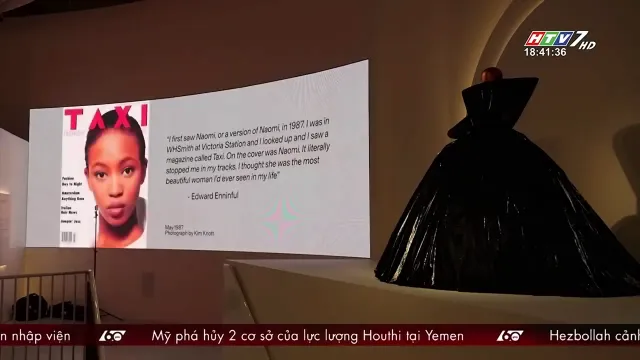 HTV7 HD
18:41:36
TAXI
"I first saw Naomi, or a version of Naomi, in 1987. I was in
WHSmith at Victoria Station and I looked up and I saw a
magazine called Taxi. On the cover was Naomi. It literally
stopped me in my tracks. I thought she was the most
beautiful woman I'd ever seen in my life"
- Edward Enninful
May 1987
Photograph by Kim Knott
n nhập viện
60
Mỹ phá hủy 2 cơ sở của lực lượng Houthi tại Yemen
60
Hezbollah cảnh